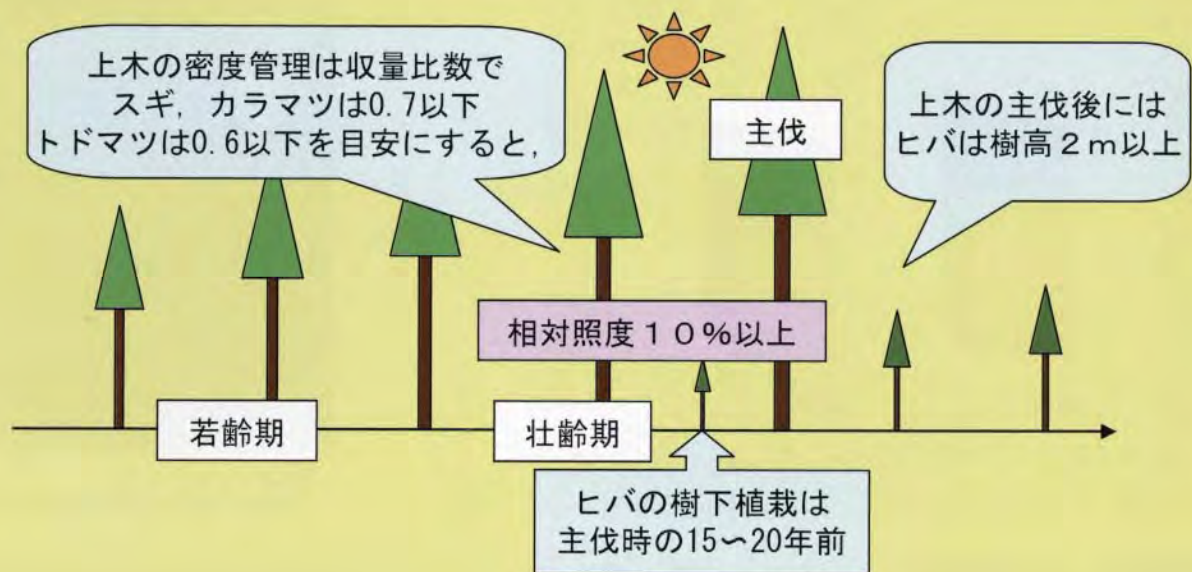 上木の密度管理は収量比数で
スギ，カラマツは0.7以下
トドマツは0.6以下を目安にすると，
主伐
上木の主伐後には
ヒバは樹高２ｍ以上
相対照度１０％以上
若齢期
壮齢期
ヒバの樹下植栽は
主伐時の15〜20年前